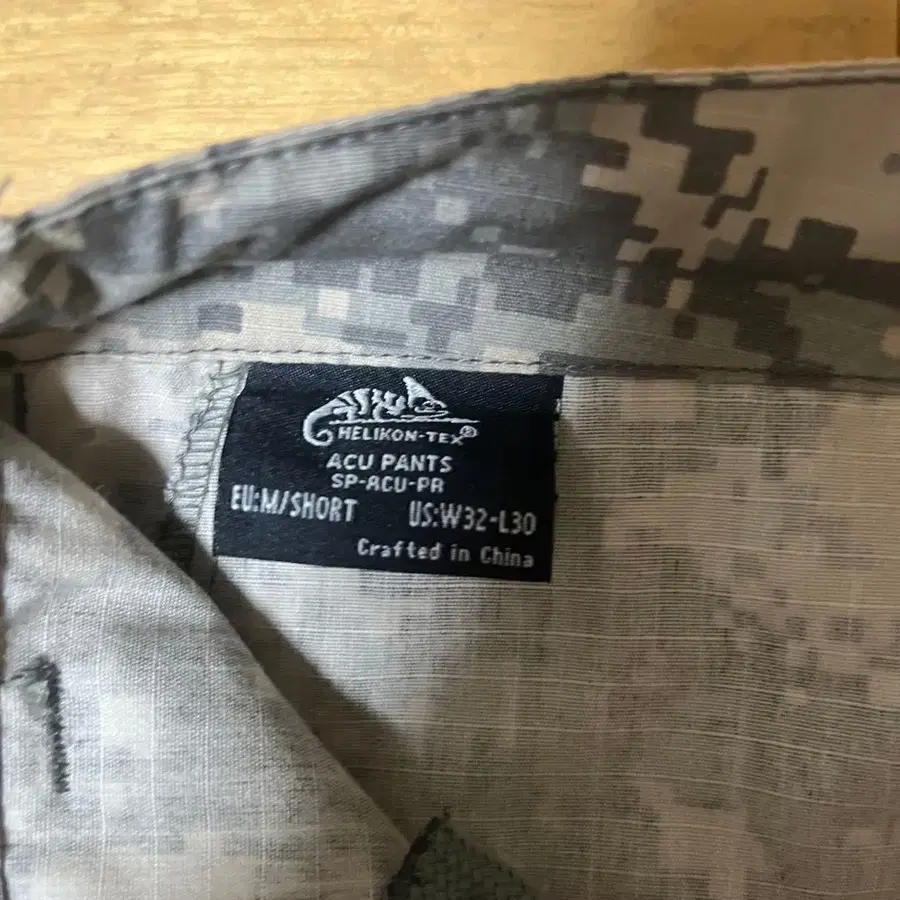 HELIKON-TEX®
ACU PANTS
SP-ACU-PR
EU:M/SHORT US:W32-L30
Crafted in China